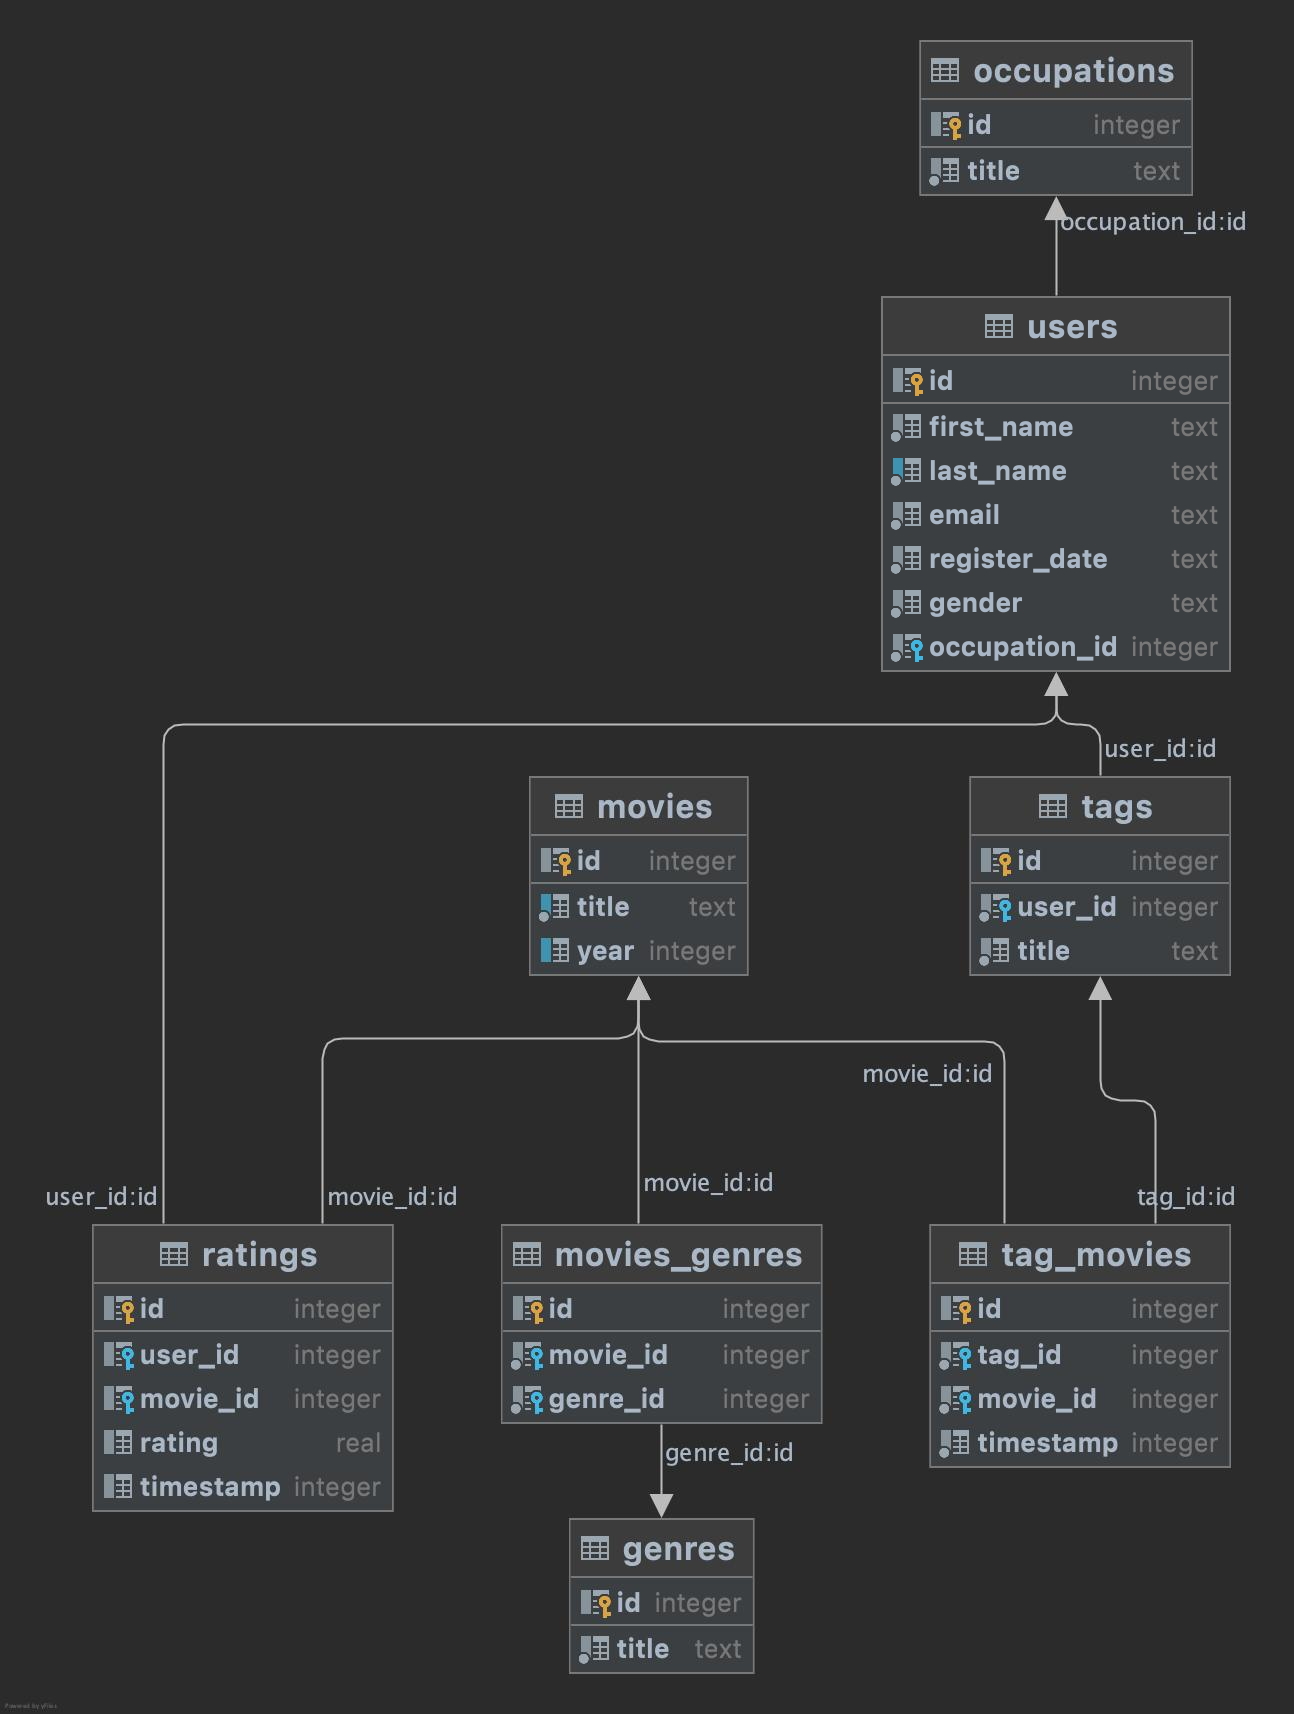 occupations
id integer
title text
occupation_id:id
users
id integer
first_name text
last_name text
email text
register_date text
gender text
occupation_id integer
user_id:id
movies
id integer
title text
year integer
tags
id integer
user_id integer
title text
movie_id:id
user_id:id
movie_id:id
movie_id:id
tag_id:id
ratings
id integer
user_id integer
movie_id integer
rating real
timestamp integer
movies_genres
id integer
movie_id integer
genre_id integer
tag_movies
id integer
tag_id integer
movie_id integer
timestamp integer
genre_id:id
genres
id integer
title text
Powered by yFiles